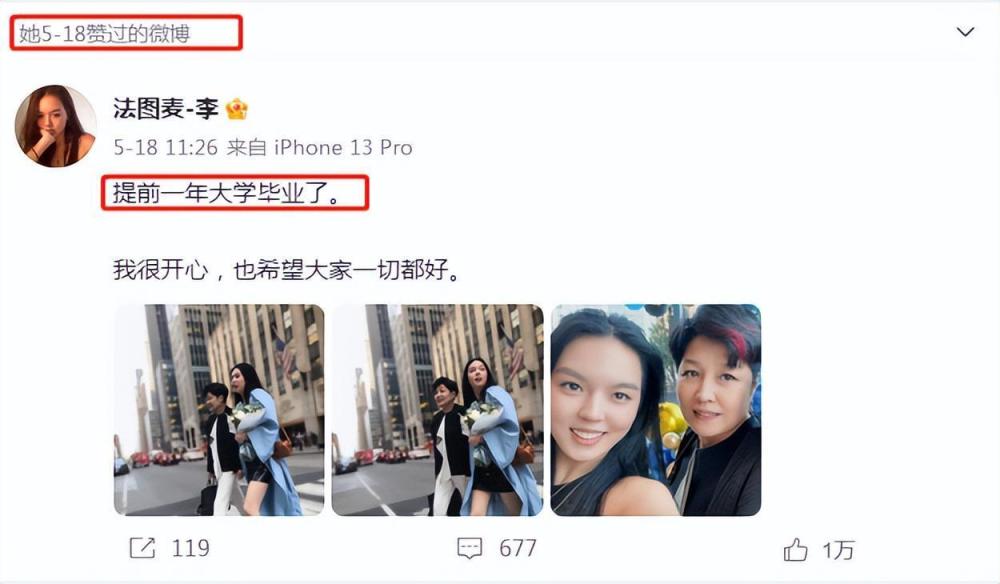 她5-18赞过的微博
法图麦-李
5-18 11:26 来自 iPhone 13 Pro
提前一年大学毕业了。
我很开心，也希望大家一切都好。
119
677
1万